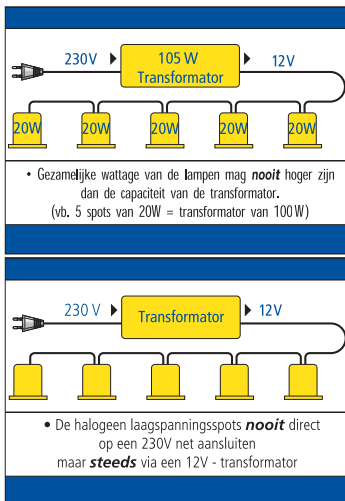 230V 105 W 12V
Transformator
20W 20W 20W 20W 20W
• Gezamelijke wattage van de lampen mag nooit hoger zijn
dan de capaciteit van de transformator.
(vb. 5 spots van 20W = transformator van 100W)
230 V Transformator 12V
• De halogeen laagspanningsspots nooit direct
op een 230V net aansluiten
maar steeds via een 12V - transformator